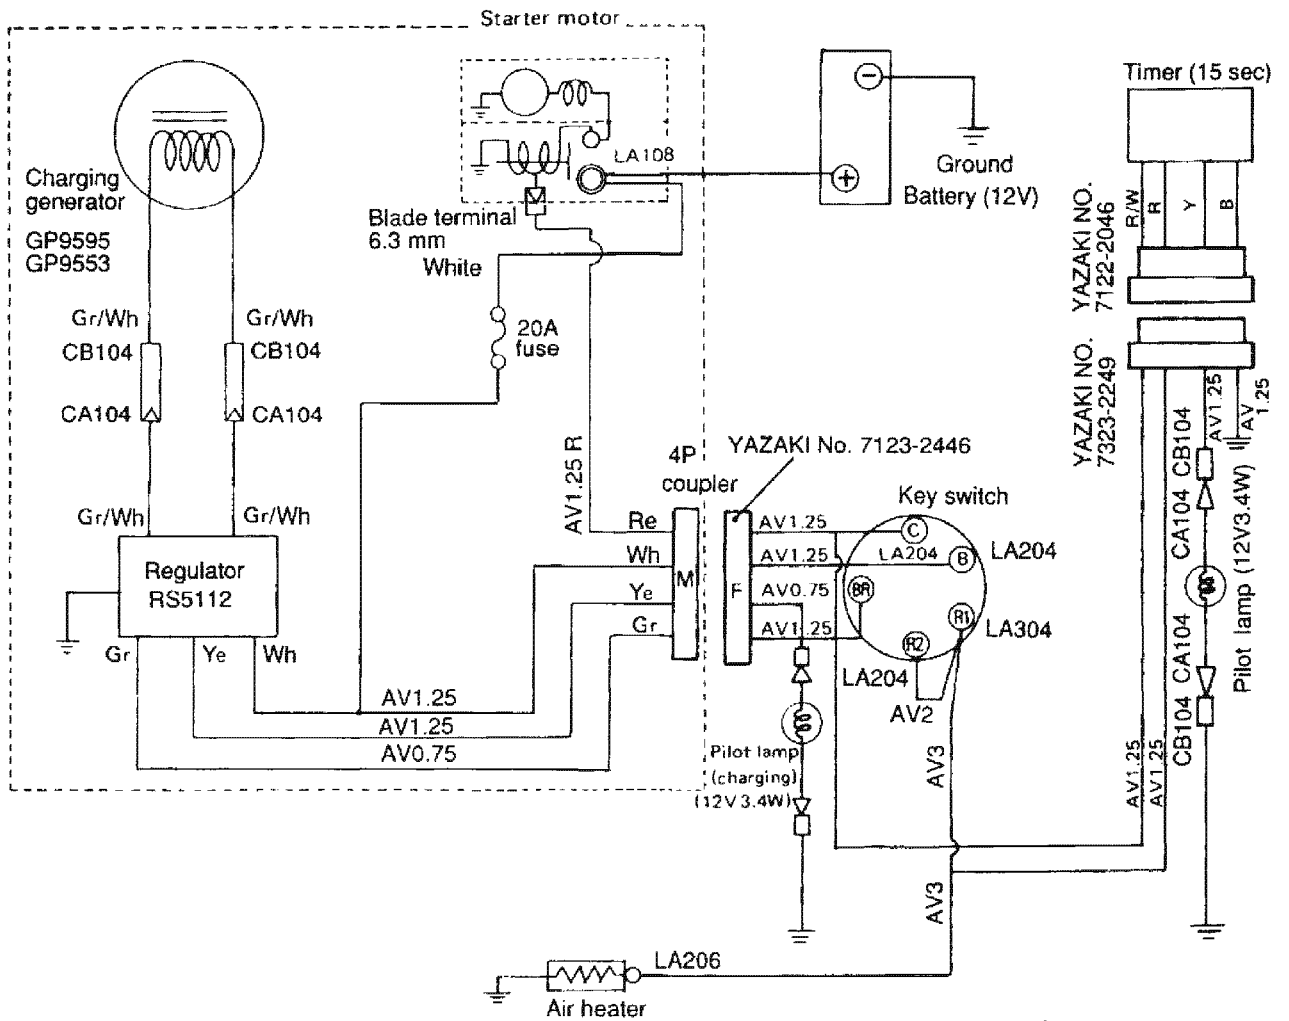 Starter motor
Timer (15 sec)
LA108
Ground
Battery (12V)
Charging
generator
GP9595
GP9553
Blade terminal
6.3 mm
White
R/W
R
Y
B
YAZAKI NO.
7122-2046
Gr/Wh
Gr/Wh
CB104
CB104
20A
fuse
CA104
CA104
YAZAKI NO.
7323-2249
AV1.25
AV
1.25
AV1.25 R
4P
coupler
YAZAKI No. 7123-2446
Key switch
CB104
CA104
Gr/Wh
Gr/Wh
Re
Wh
Ye
Gr
M
F
AV1.25
AV1.25
AV0.75
AV1.25
C
LA204
B
LA204
BR
R1
LA304
R2
LA204
AV2
Regulator
RS5112
Gr
Ye
Wh
AV1.25
AV1.25
AV0.75
Pilot lamp
(charging)
(12V3.4W)
Pilot lamp (12V3.4W)
CA104
CB104
AV3
AV1.25
AV1.25
AV3
LA206
Air heater